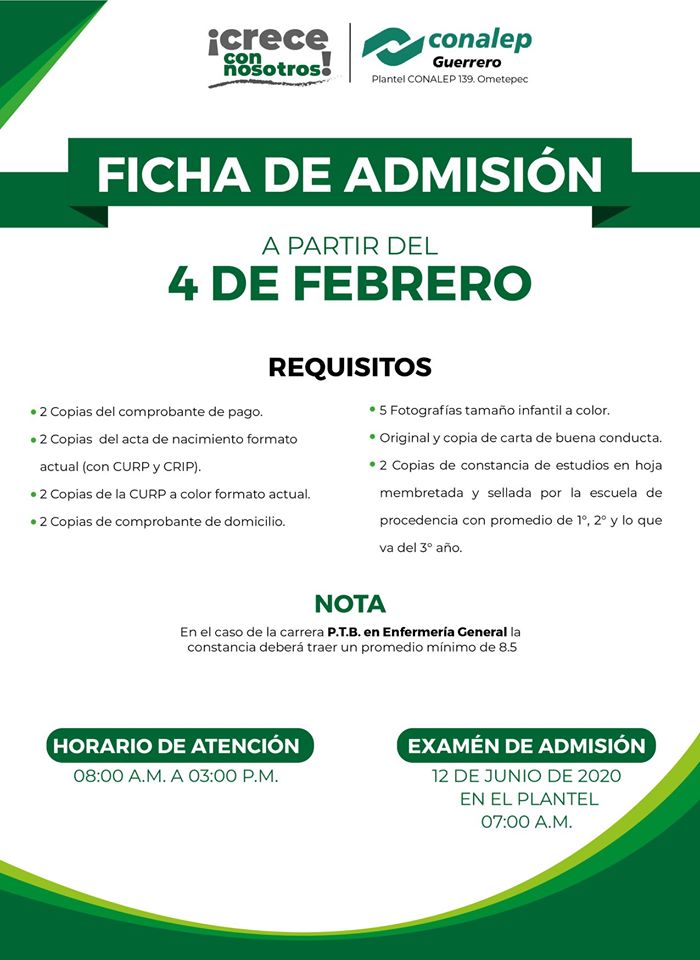 ¡crece
con
nosotros!
conalep
Guerrero
Plantel CONALEP 139. Ometepec
FICHA DE ADMISIÓN
A PARTIR DEL
4 DE FEBRERO
REQUISITOS
2 Copias del comprobante de pago.
2 Copias del acta de nacimiento formato
actual (con CURP y CRIP).
2 Copias de la CURP a color formato actual.
2 Copias de comprobante de domicilio.
5 Fotografías tamaño infantil a color.
Original y copia de carta de buena conducta.
2 Copias de constancia de estudios en hoja
membretada y sellada por la escuela de
procedencia con promedio de 1°, 2° y lo que
va del 3° año.
NOTA
En el caso de la carrera P.T.B. en Enfermería General la
constancia deberá traer un promedio mínimo de 8.5
HORARIO DE ATENCIÓN
08:00 A.M. A 03:00 P.M.
EXAMÉN DE ADMISIÓN
12 DE JUNIO DE 2020
EN EL PLANTEL
07:00 A.M.